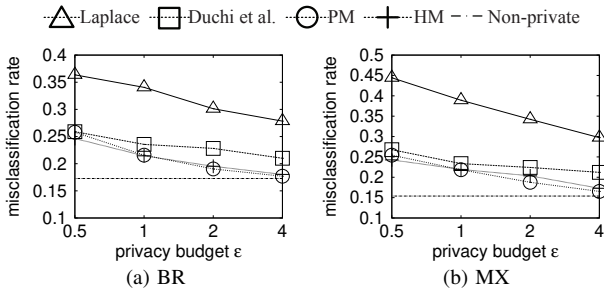 Laplace Duchi et al. PM HM Non-private
misclassification rate
0.4
0.35
0.3
0.25
0.2
0.15
0.1
0.5 1 2 4
privacy budget ε
(a) BR
misclassification rate
0.5
0.45
0.4
0.35
0.3
0.25
0.2
0.15
0.1
0.5 1 2 4
privacy budget ε
(b) MX